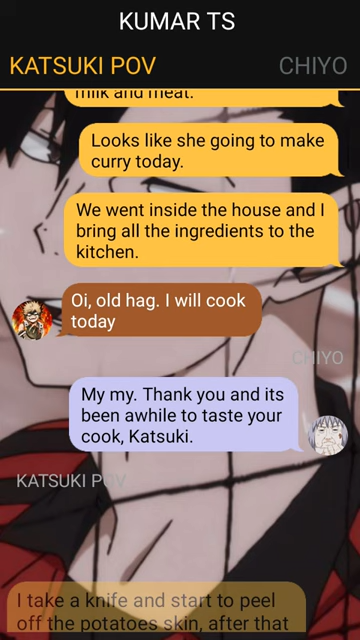 KUMAR TS
KATSUKI POV
CHIYO
milk and meat.
Looks like she going to make
curry today.
We went inside the house and I
bring all the ingredients to the
kitchen.
Oi, old hag. I will cook
today
CHIYO
My my. Thank you and its
been awhile to taste your
cook, Katsuki.
KATSUKI POV
I take a knife and start to peel
off the potatoes skin, after that